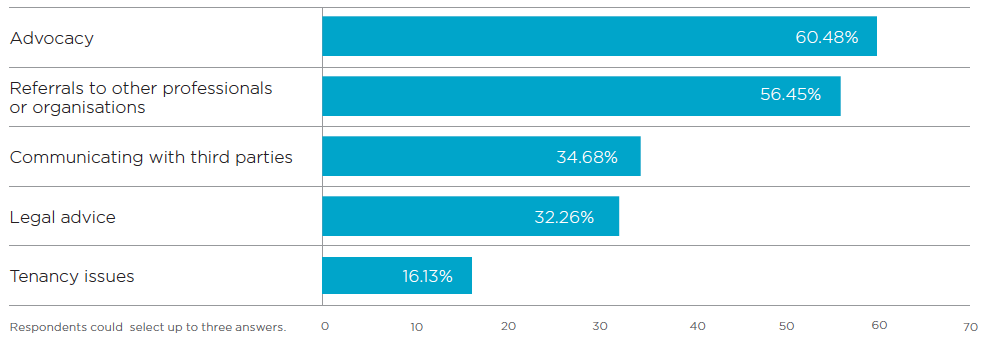 Advocacy
60.48%
Referrals to other professionals
or organisations
56.45%
Communicating with third parties
34.68%
Legal advice
32.26%
Tenancy issues
16.13%
Respondents could select up to three answers.
0 10 20 30 40 50 60 70